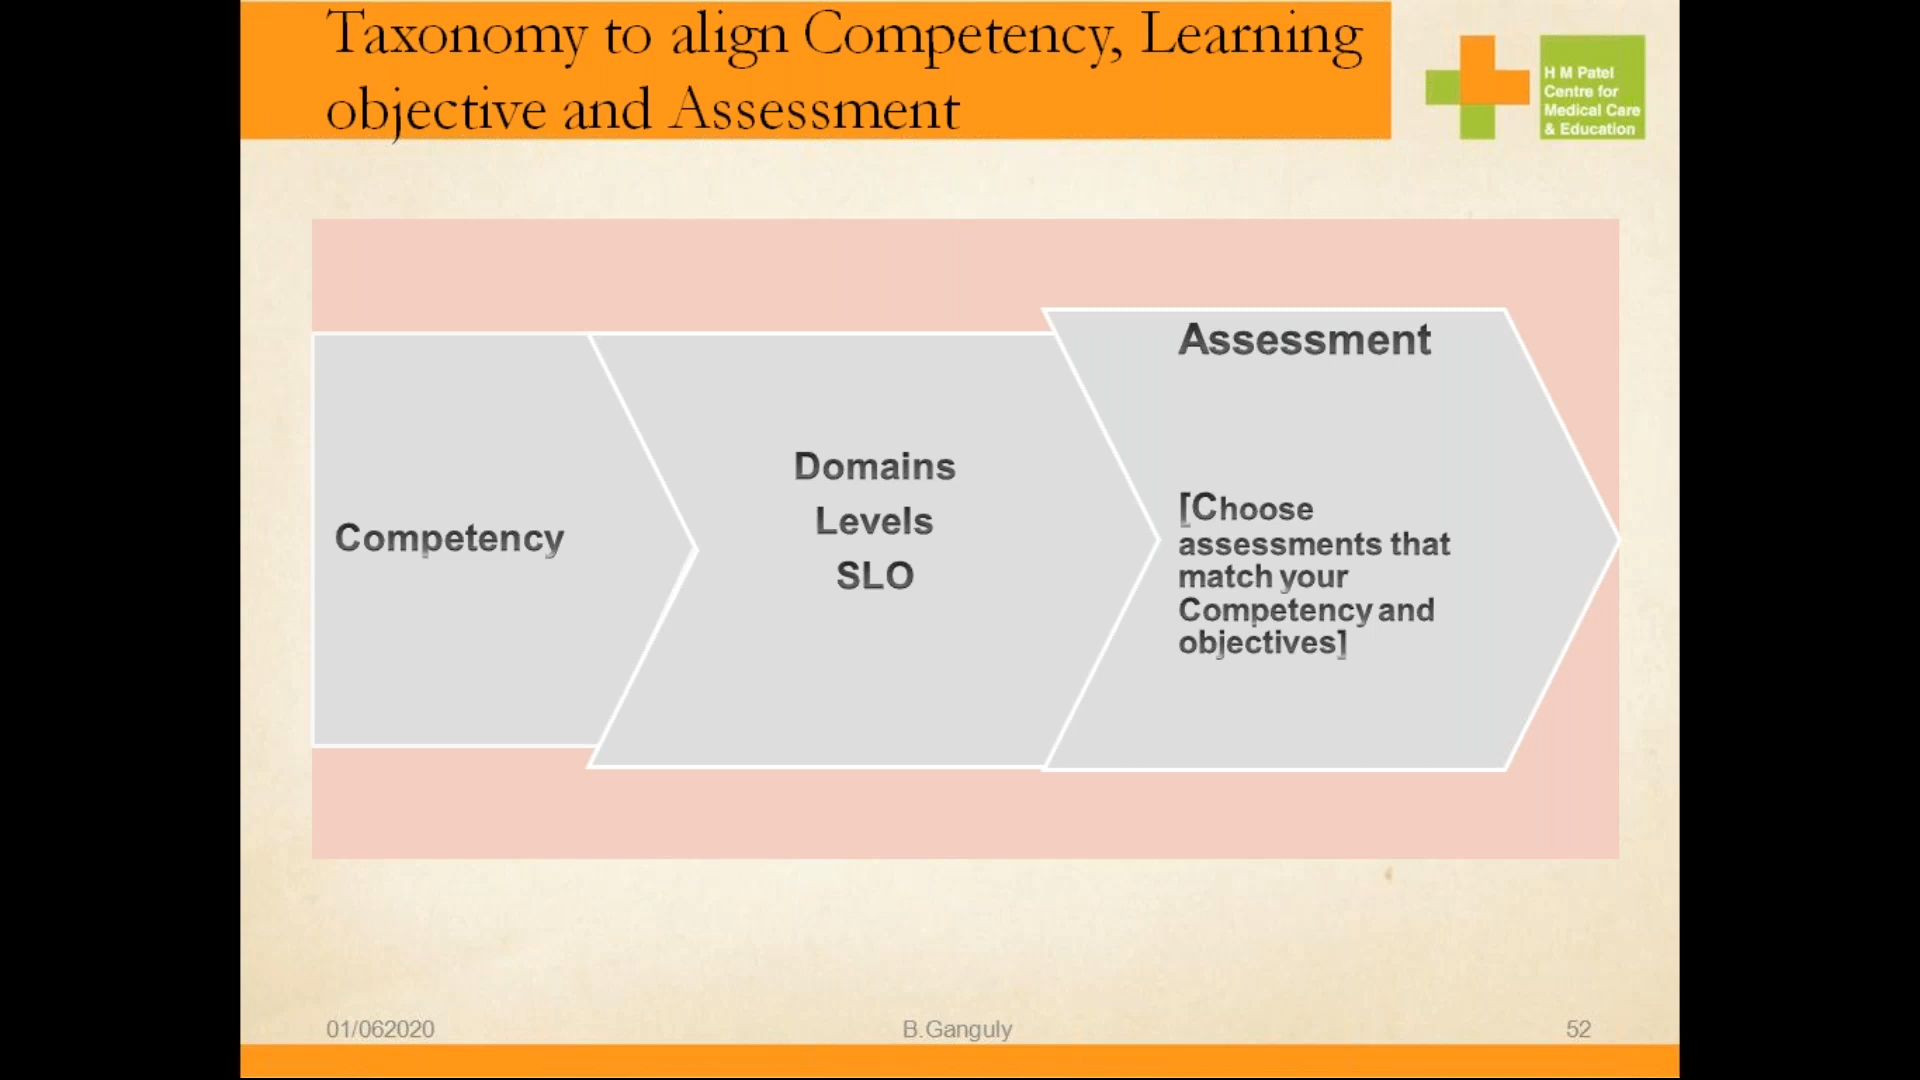 Taxonomy to align Competency, Learning
objective and Assessment
H M Patel
Centre for
Medical Care
& Education
Competency
Domains
Levels
SLO
Assessment
[Choose
assessments that
match your
Competency and
objectives]
01/062020
B.Ganguly
52